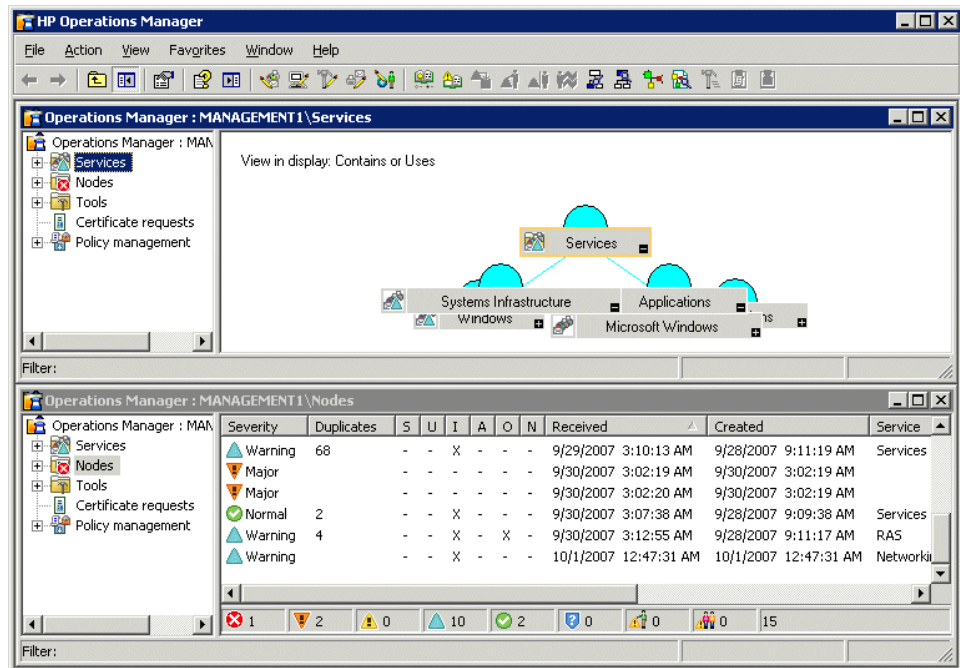 HP Operations Manager
File Action View Favorites Window Help
Operations Manager : MANAGEMENT1\Services
Operations Manager : MAN
Services
Nodes
Tools
Certificate requests
Policy management
View in display: Contains or Uses
Services
Systems Infrastructure
Applications
Windows
Microsoft Windows
ns
Filter:
Operations Manager : MANAGEMENT1\Nodes
Operations Manager : MAN
Services
Nodes
Tools
Certificate requests
Policy management
Severity Duplicates S U I A O N Received Created Service
Warning 68 - - X - - - 9/29/2007 3:10:13 AM 9/28/2007 9:11:19 AM Services
Major - - - - - - 9/30/2007 3:02:19 AM 9/30/2007 3:02:19 AM
Major - - - - - - 9/30/2007 3:02:20 AM 9/30/2007 3:02:19 AM
Normal 2 - - X - - - 9/30/2007 3:07:38 AM 9/28/2007 9:09:38 AM Services
Warning 4 - - X - X - 9/30/2007 3:12:55 AM 9/28/2007 9:11:17 AM RAS
Warning - - X - - - 10/1/2007 12:47:31 AM 10/1/2007 12:47:31 AM Networki
1 2 0 10 2 0 0 0 15
Filter: